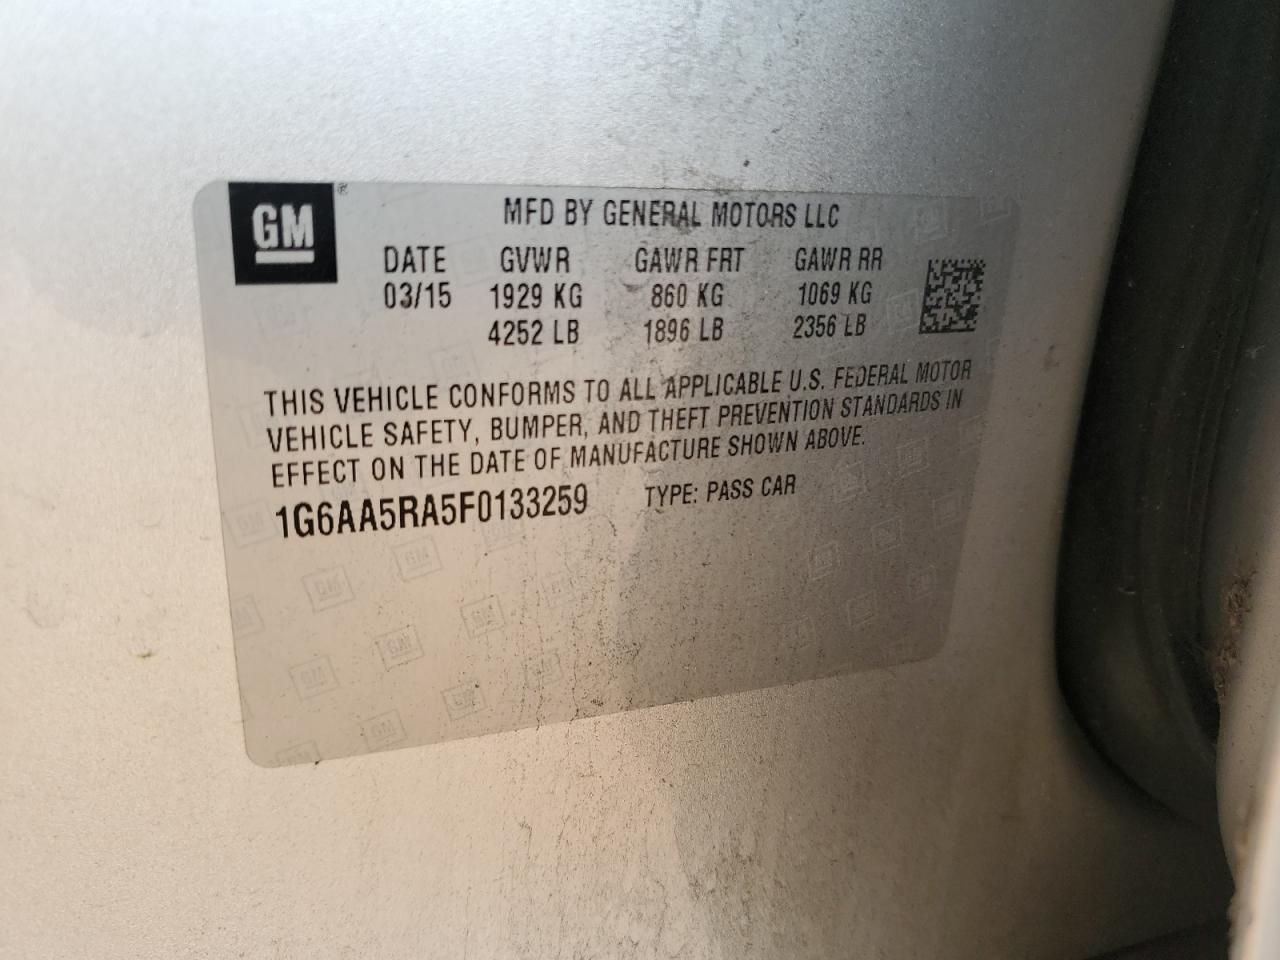 GM®
MFD BY GENERAL MOTORS LLC
DATE GVWR GAWR FRT GAWR RR
03/15 1929 KG 860 KG 1069 KG
4252 LB 1896 LB 2356 LB
THIS VEHICLE CONFORMS TO ALL APPLICABLE U.S. FEDERAL MOTOR
VEHICLE SAFETY, BUMPER, AND THEFT PREVENTION STANDARDS IN
EFFECT ON THE DATE OF MANUFACTURE SHOWN ABOVE.
1G6AA5RA5F0133259 TYPE: PASS CAR